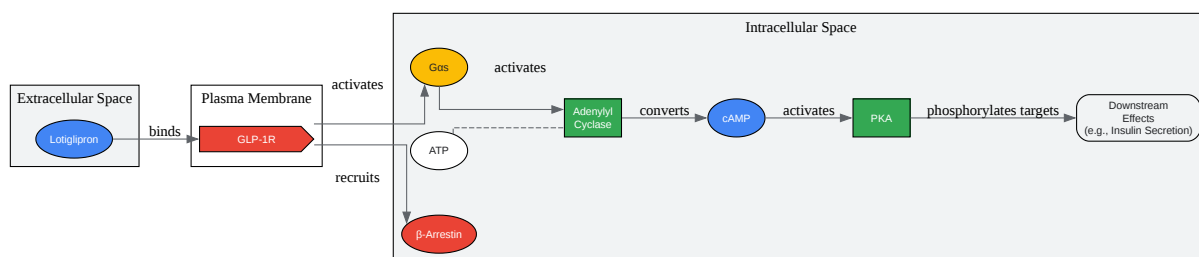 Intracellular Space
Extracellular Space
Plasma Membrane
Lotiglipron
binds
GLP-1R
activates
recruits
Gαs
activates
ATP
β-Arrestin
Adenylyl
Cyclase
converts
cAMP
activates
PKA
phosphorylates targets
Downstream
Effects
(e.g., Insulin Secretion)